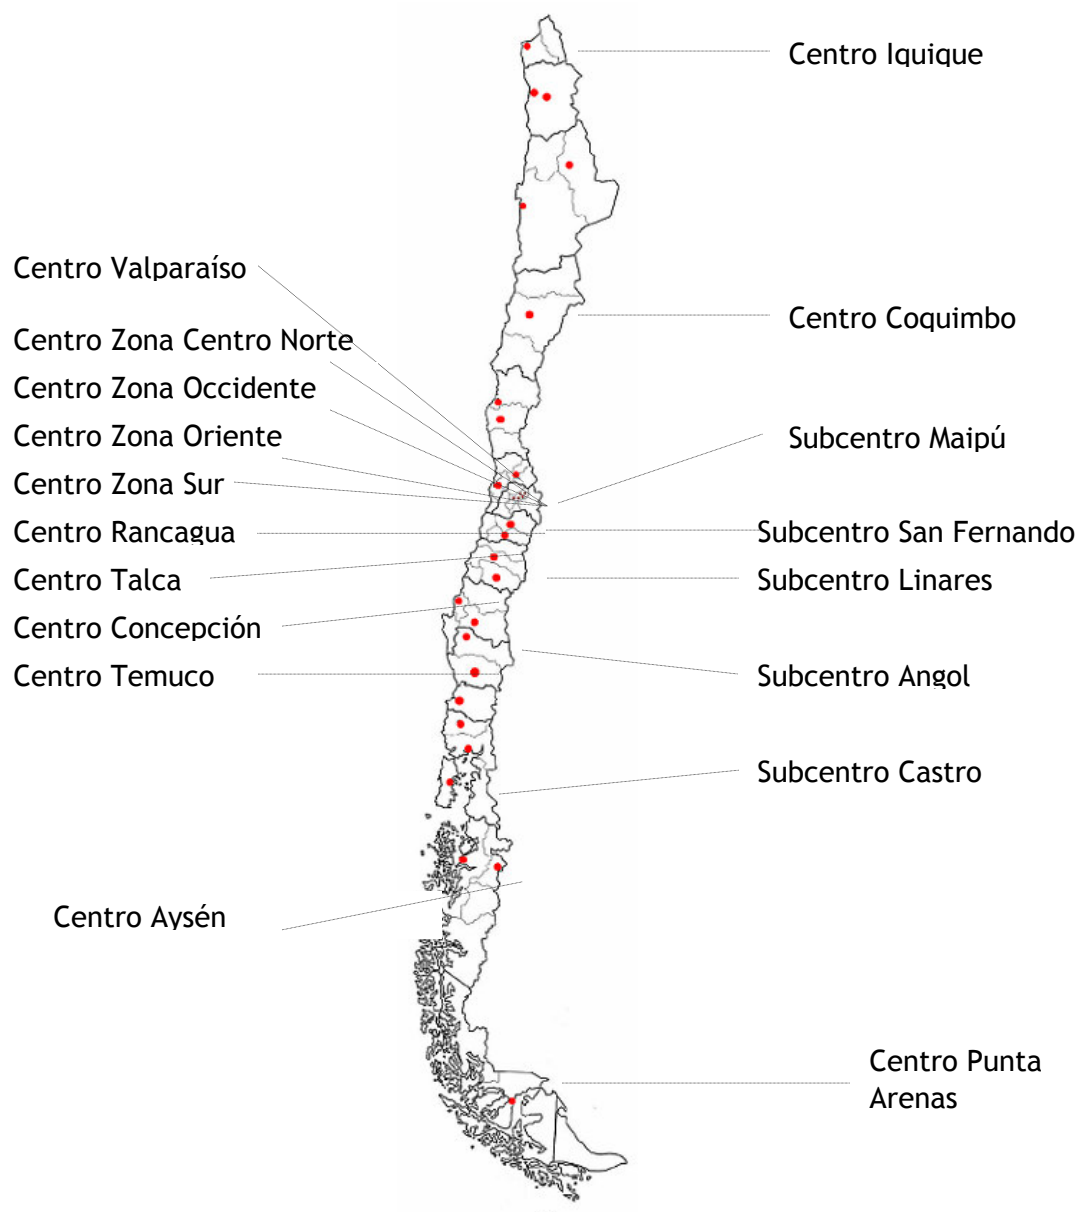 Centro Iquique
Centro Valparaíso
Centro Coquimbo
Centro Zona Centro Norte
Centro Zona Occidente
Centro Zona Oriente
Subcentro Maipú
Centro Zona Sur
Centro Rancagua
Subcentro San Fernando
Centro Talca
Subcentro Linares
Centro Concepción
Centro Temuco
Subcentro Angol
Subcentro Castro
Centro Aysén
Centro Punta
Arenas